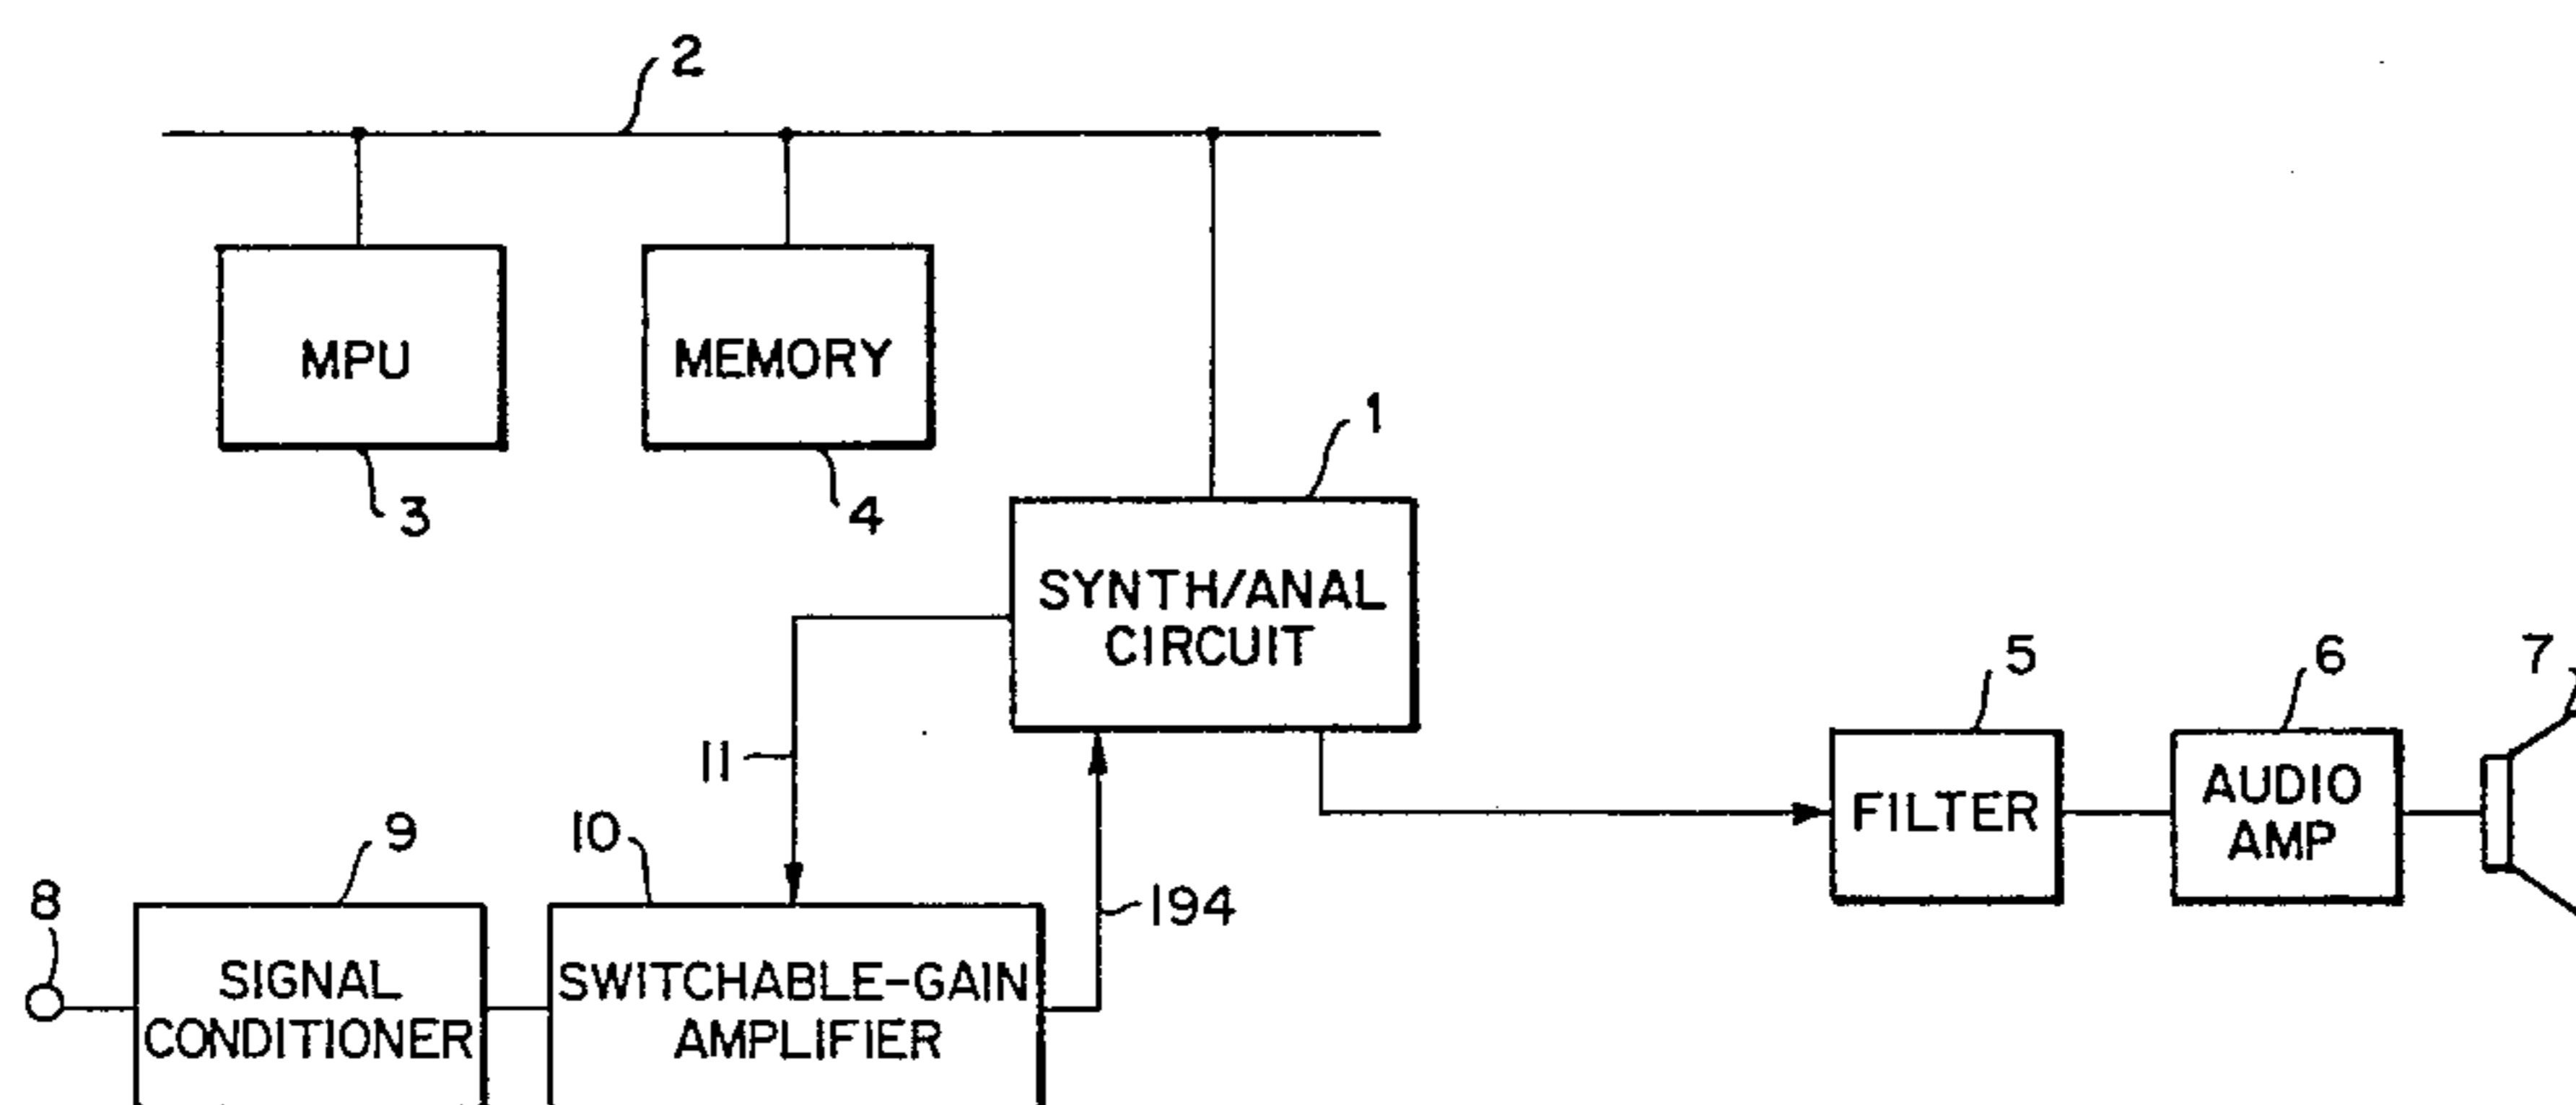 2
MPU
MEMORY
3
4
1
SYNTH/ANAL
CIRCUIT
11
194
5
6
7
FILTER
AUDIO
AMP
8
9
10
SIGNAL
CONDITIONER
SWITCHABLE-GAIN
AMPLIFIER